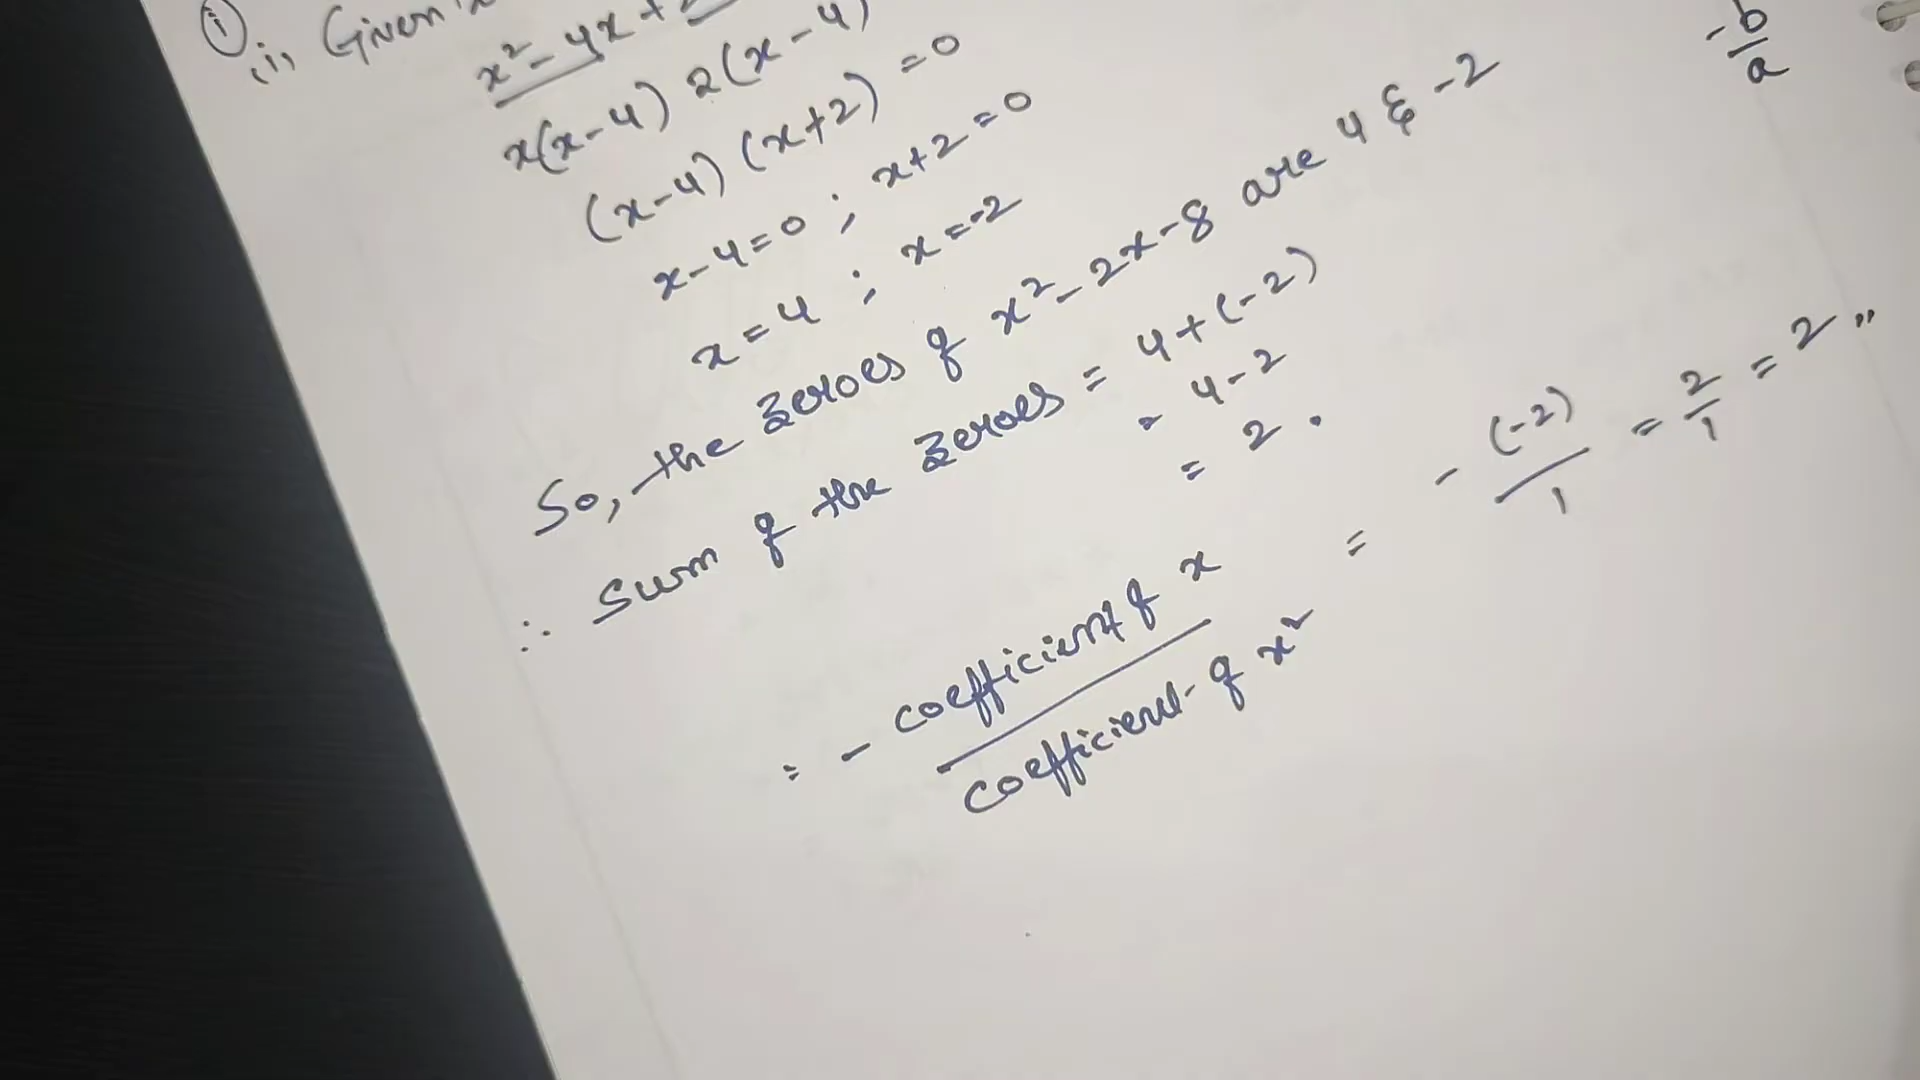 ① (i) Given
x² - 4x +
x(x-4) 2(x-4)
(x-4) (x+2) = 0
x-4=0 ; x+2=0
x=4 ; x=-2
So, the zeroes of x²-2x-8 are 4 & -2
∴ Sum of the zeroes = 4+(-2)
= 4-2
= 2.
= - coefficient of x / coefficient of x² = - (-2)/1 = 2/1 = 2 ,,
-b/a